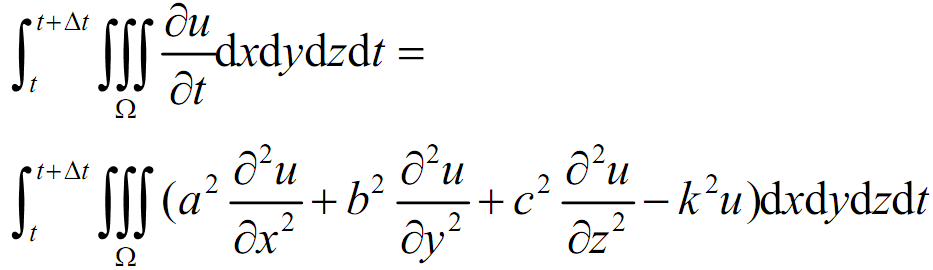 ∫_t^{t+Δt} ∭_Ω ∂u/∂t dxdydzdt =
∫_t^{t+Δt} ∭_Ω (a² ∂²u/∂x² + b² ∂²u/∂y² + c² ∂²u/∂z² − k²u)dxdydzdt